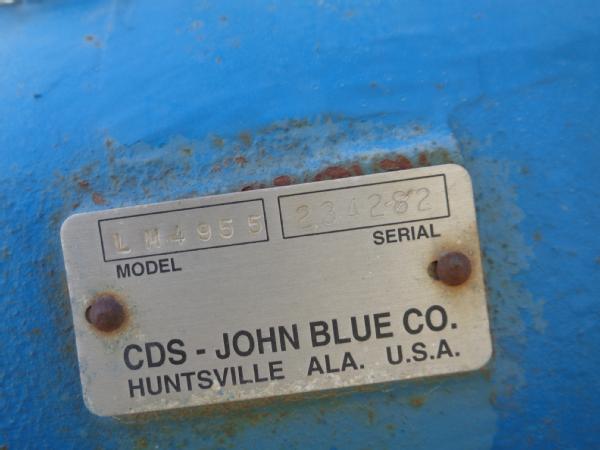 LM4955 234282
MODEL SERIAL
CDS - JOHN BLUE CO.
HUNTSVILLE ALA. U.S.A.